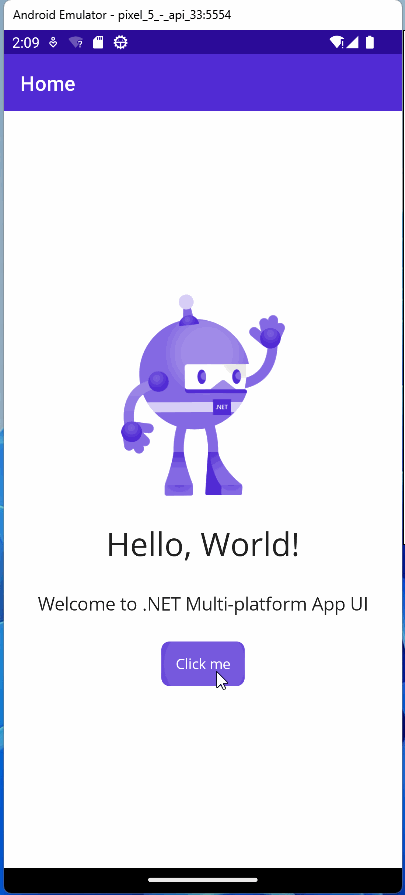 Android Emulator - pixel_5_-_api_33:5554
2:09
Home
.NET
Hello, World!
Welcome to .NET Multi-platform App UI
Click me